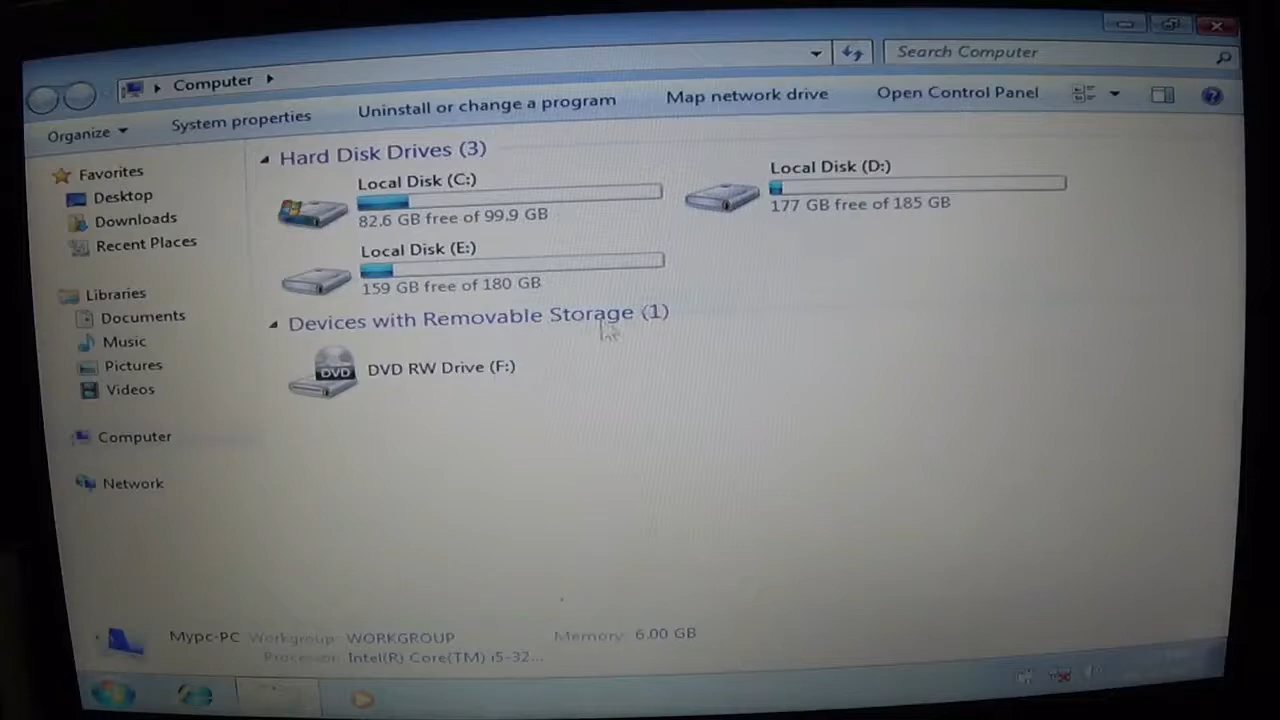 Computer
Search Computer
Organize
System properties
Uninstall or change a program
Map network drive
Open Control Panel
Favorites
Desktop
Downloads
Recent Places
Libraries
Documents
Music
Pictures
Videos
Computer
Network
Hard Disk Drives (3)
Local Disk (C:)
82.6 GB free of 99.9 GB
Local Disk (D:)
177 GB free of 185 GB
Local Disk (E:)
159 GB free of 180 GB
Devices with Removable Storage (1)
DVD
DVD RW Drive (F:)
Mypc-PC Workgroup: WORKGROUP Memory: 6.00 GB
Processor: Intel(R) Core(TM) i5-32...